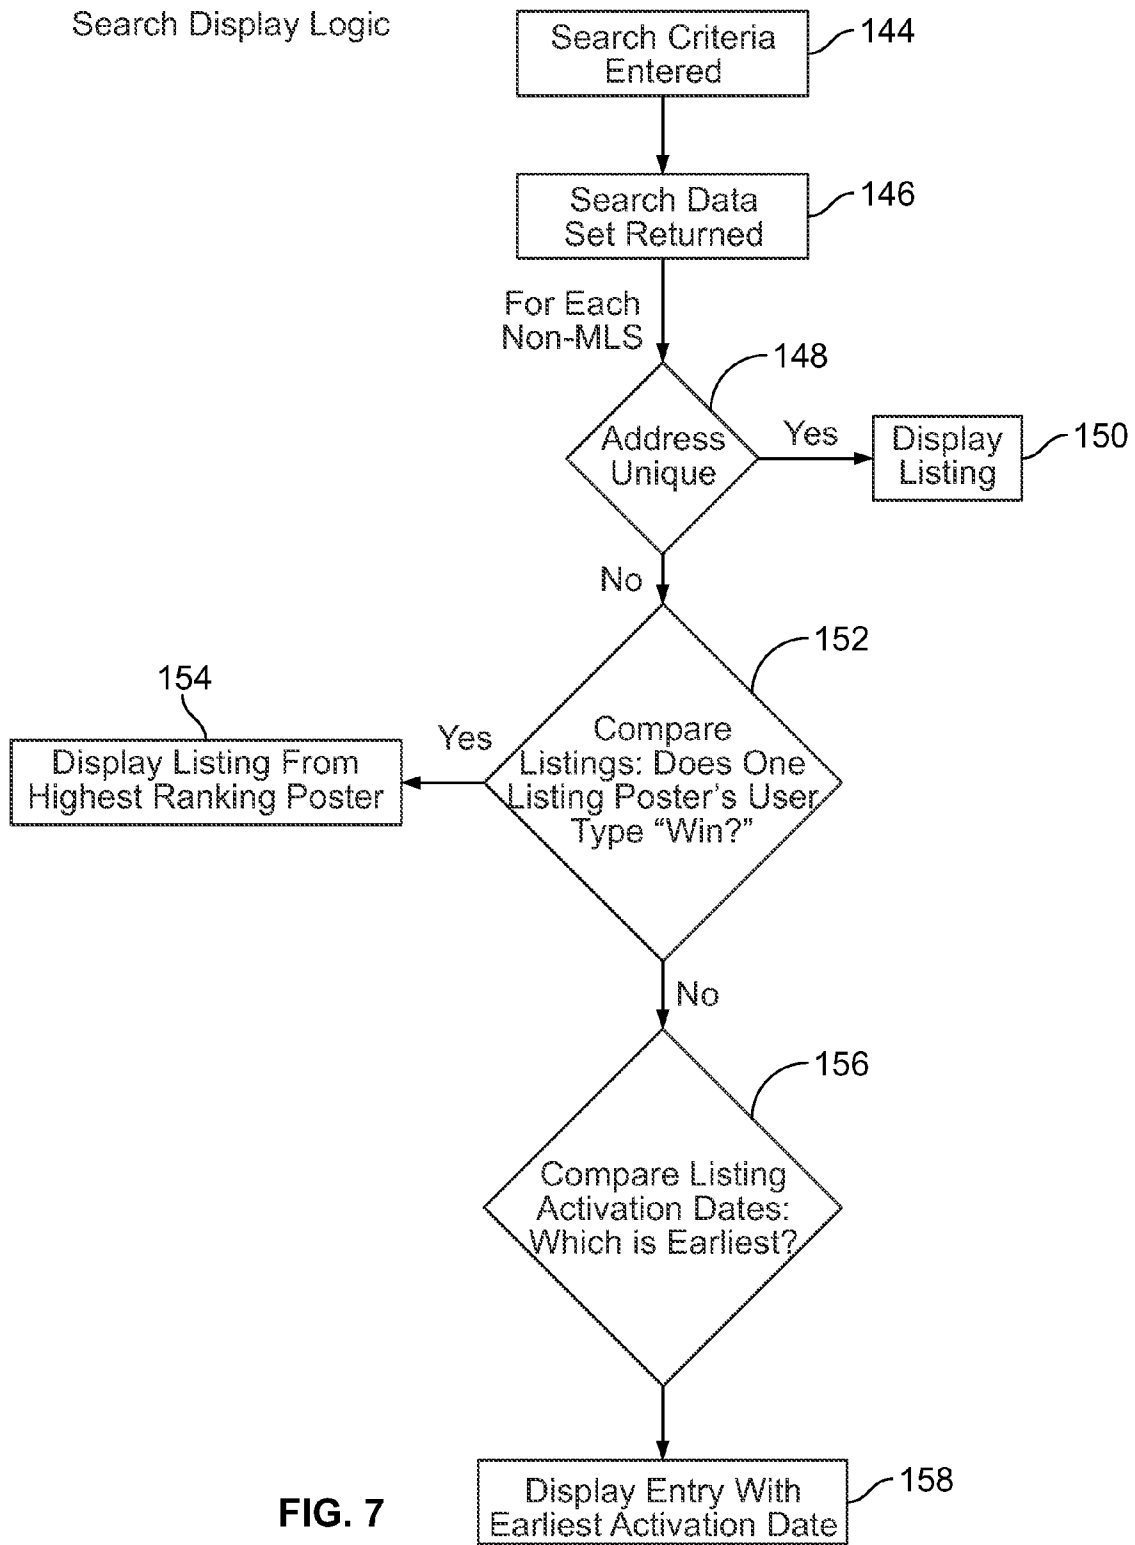 Search Display Logic
Search Criteria
Entered
144
Search Data
Set Returned
146
For Each
Non-MLS
148
Address
Unique
Yes
Display
Listing
150
No
152
Compare
Listings: Does One
Listing Poster's User
Type “Win?”
Yes
154
Display Listing From
Highest Ranking Poster
No
156
Compare Listing
Activation Dates:
Which is Earliest?
Display Entry With
Earliest Activation Date
158
FIG. 7